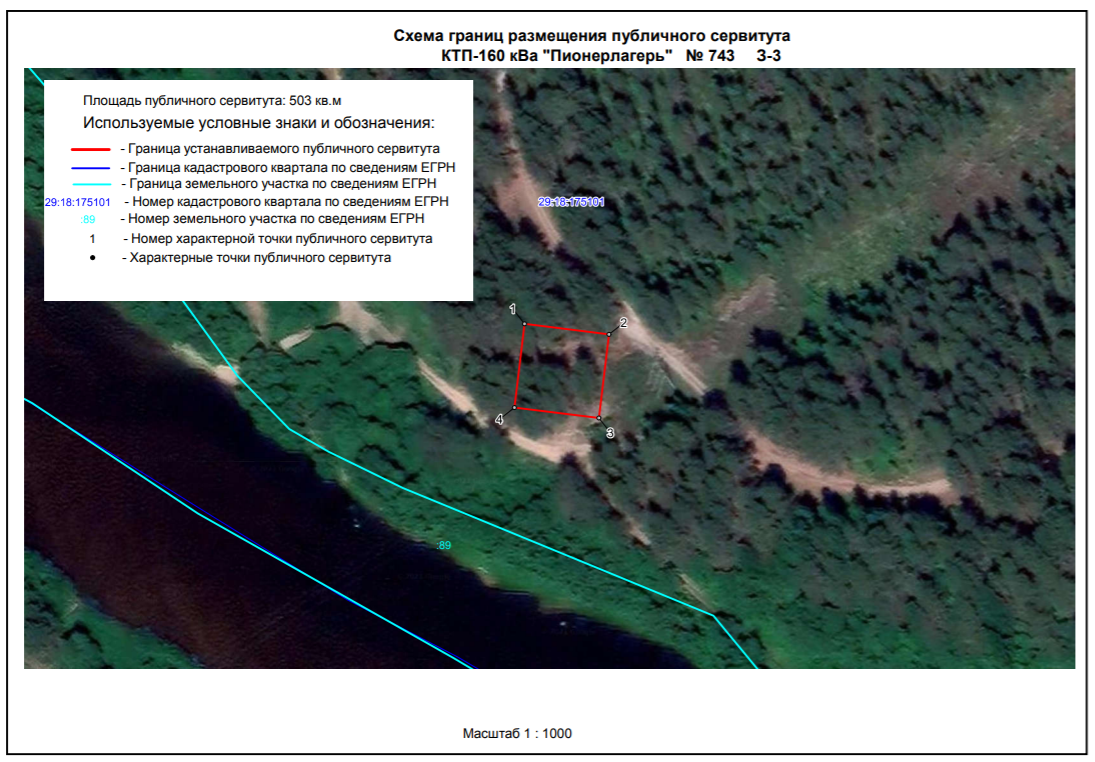 Схема границ размещения публичного сервитута
КТП-160 кВа "Пионерлагерь" № 743 З-3
Площадь публичного сервитута: 503 кв.м
Используемые условные знаки и обозначения:
- Граница устанавливаемого публичного сервитута
- Граница кадастрового квартала по сведениям ЕГРН
- Граница земельного участка по сведениям ЕГРН
29:18:175101 - Номер кадастрового квартала по сведениям ЕГРН
:89 - Номер земельного участка по сведениям ЕГРН
1 - Номер характерной точки публичного сервитута
- Характерные точки публичного сервитута
29:18:175101
1
2
4
3
:89
Масштаб 1 : 1000